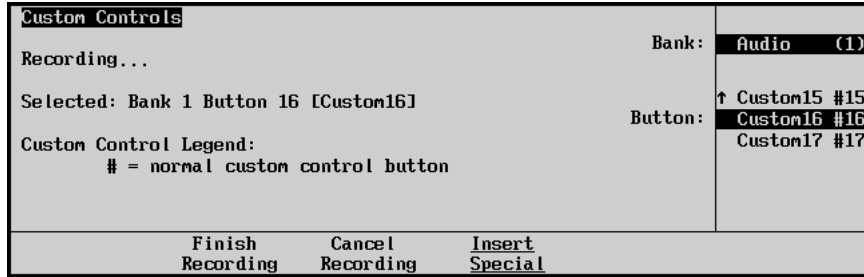 Custom Controls
Bank: Audio (1)
Recording...
Selected: Bank 1 Button 16 [Custom16]
↑ Custom15 #15
Button: Custom16 #16
Custom Control Legend:
Custom17 #17
# = normal custom control button
Finish Recording
Cancel Recording
Insert Special